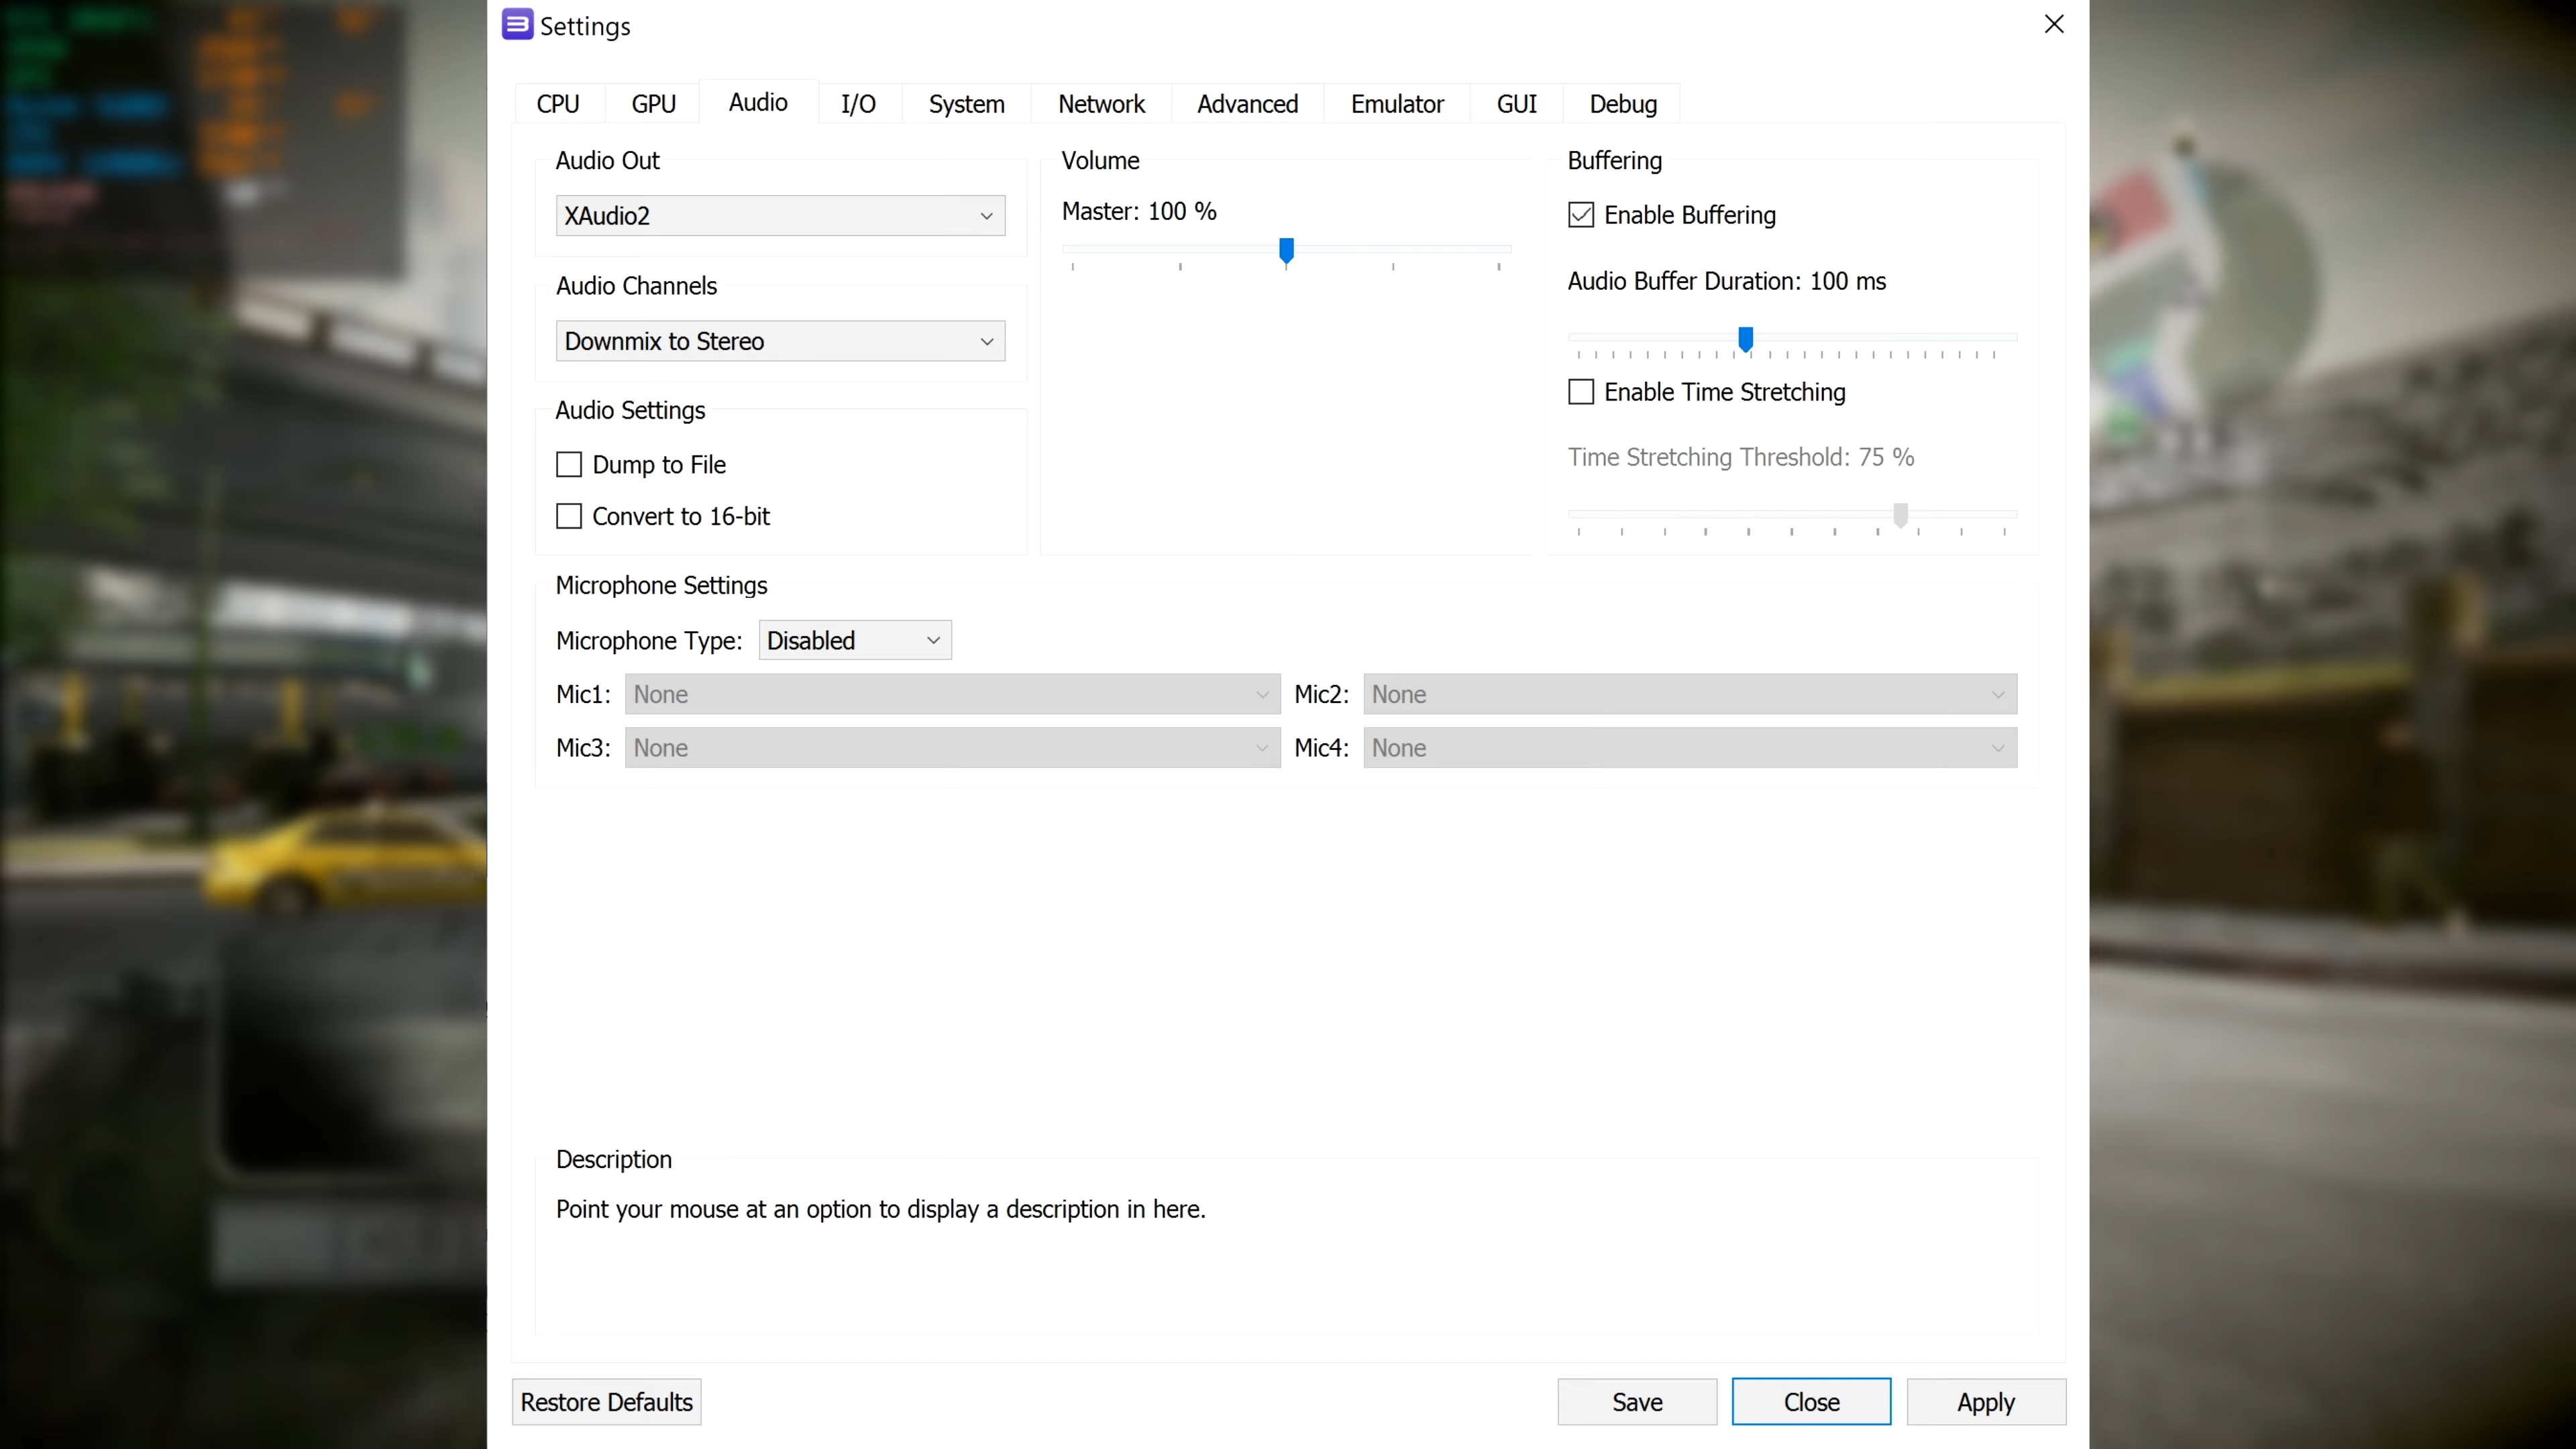 Settings
CPU GPU Audio I/O System Network Advanced Emulator GUI Debug
Audio Out
XAudio2
Audio Channels
Downmix to Stereo
Audio Settings
Dump to File
Convert to 16-bit
Volume
Master: 100 %
Buffering
Enable Buffering
Audio Buffer Duration: 100 ms
Enable Time Stretching
Time Stretching Threshold: 75 %
Microphone Settings
Microphone Type: Disabled
Mic1: None Mic2: None
Mic3: None Mic4: None
Description
Point your mouse at an option to display a description in here.
Restore Defaults Save Close Apply